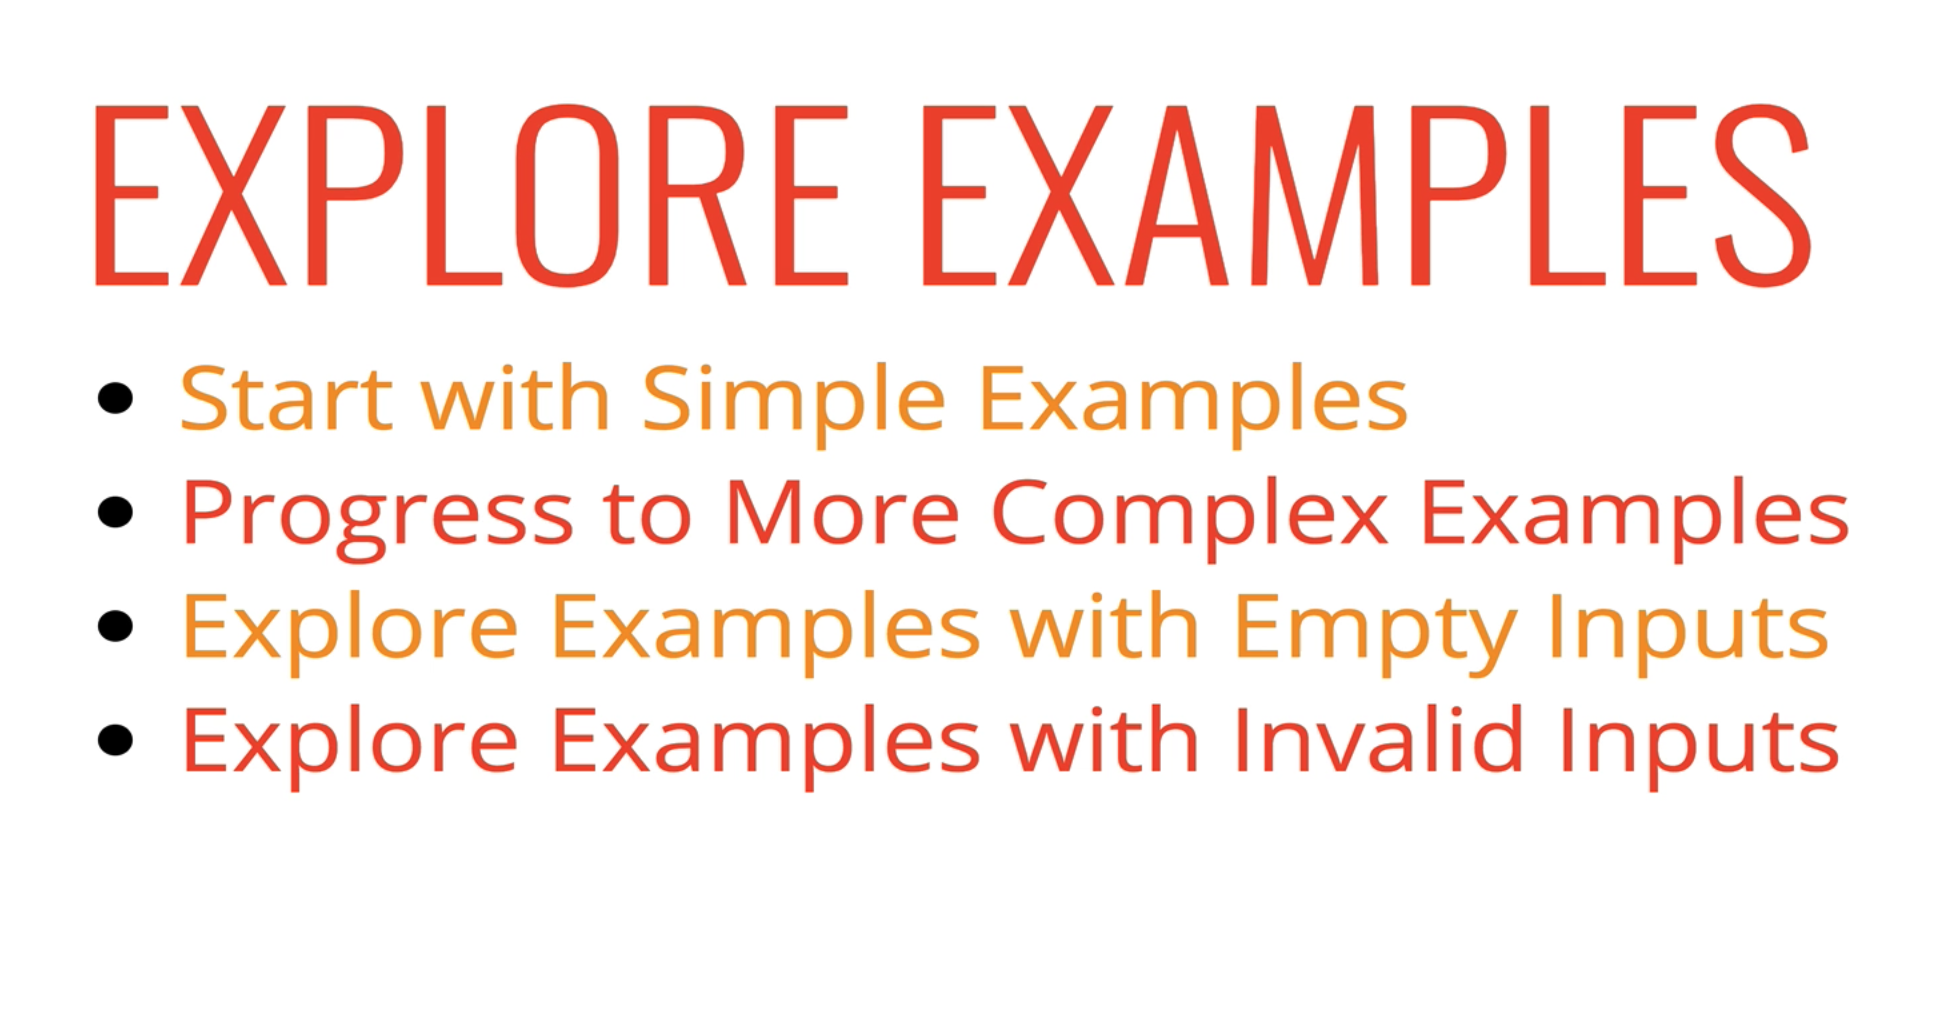 EXPLORE EXAMPLES
• Start with Simple Examples
• Progress to More Complex Examples
• Explore Examples with Empty Inputs
• Explore Examples with Invalid Inputs